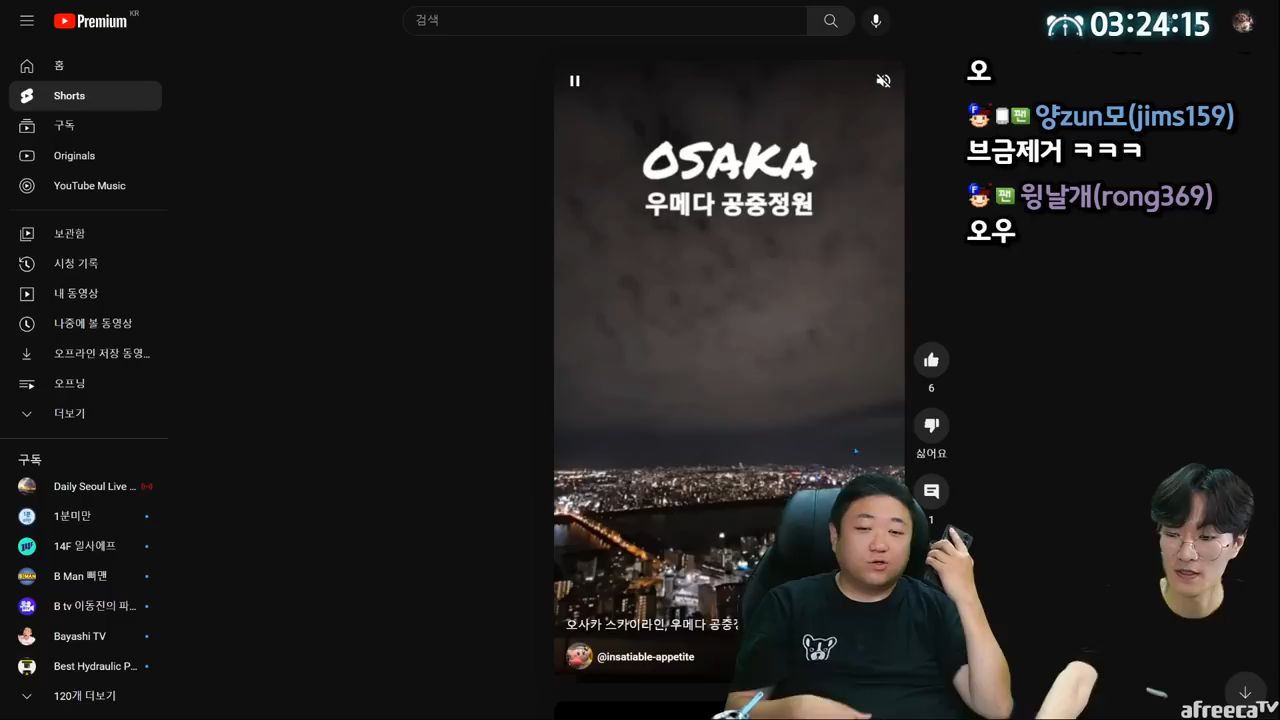 Premium KR
검색
03:24:15
홈
Shorts
구독
Originals
YouTube Music
보관함
시청 기록
내 동영상
나중에 볼 동영상
오프라인 저장 동영...
오프닝
더보기
구독
Daily Seoul Live ...
1분미만
14F 일사에프
B Man 삐맨
B tv 이동진의 파...
Bayashi TV
Best Hydraulic P...
120개 더보기
OSAKA
우메다 공중정원
오사카 스카이라인, 우메다 공중정
@insatiable-appetite
6
싫어요
1
오
F 팬 양zun모(jims159)
브금제거 ㅋㅋㅋ
F 팬 윙날개(rong369)
오우
afreecaTV